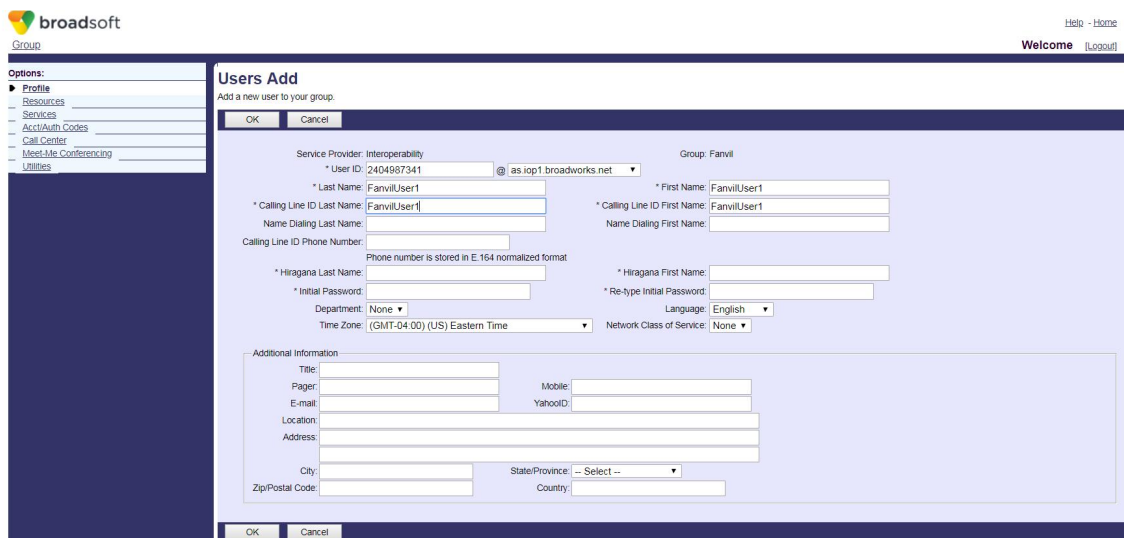 broadsoft
Help - Home
Group
Welcome [Logout]
Options:
Profile
Resources
Services
Acct/Auth Codes
Call Center
Meet-Me Conferencing
Utilities
Users Add
Add a new user to your group.
OK Cancel
Service Provider: Interoperability Group: Fanvil
* User ID: 2404987341 @ as.iop1.broadworks.net
* Last Name: FanvilUser1 * First Name: FanvilUser1
* Calling Line ID Last Name: FanvilUser1 * Calling Line ID First Name: FanvilUser1
Name Dialing Last Name: Name Dialing First Name:
Calling Line ID Phone Number:
Phone number is stored in E.164 normalized format
* Hiragana Last Name: * Hiragana First Name:
* Initial Password: * Re-type Initial Password:
Department: None Language: English
Time Zone: (GMT-04:00) (US) Eastern Time Network Class of Service: None
Additional Information
Title:
Pager: Mobile:
E-mail: YahooID:
Location:
Address:
City: State/Province: -- Select --
Zip/Postal Code: Country:
OK Cancel